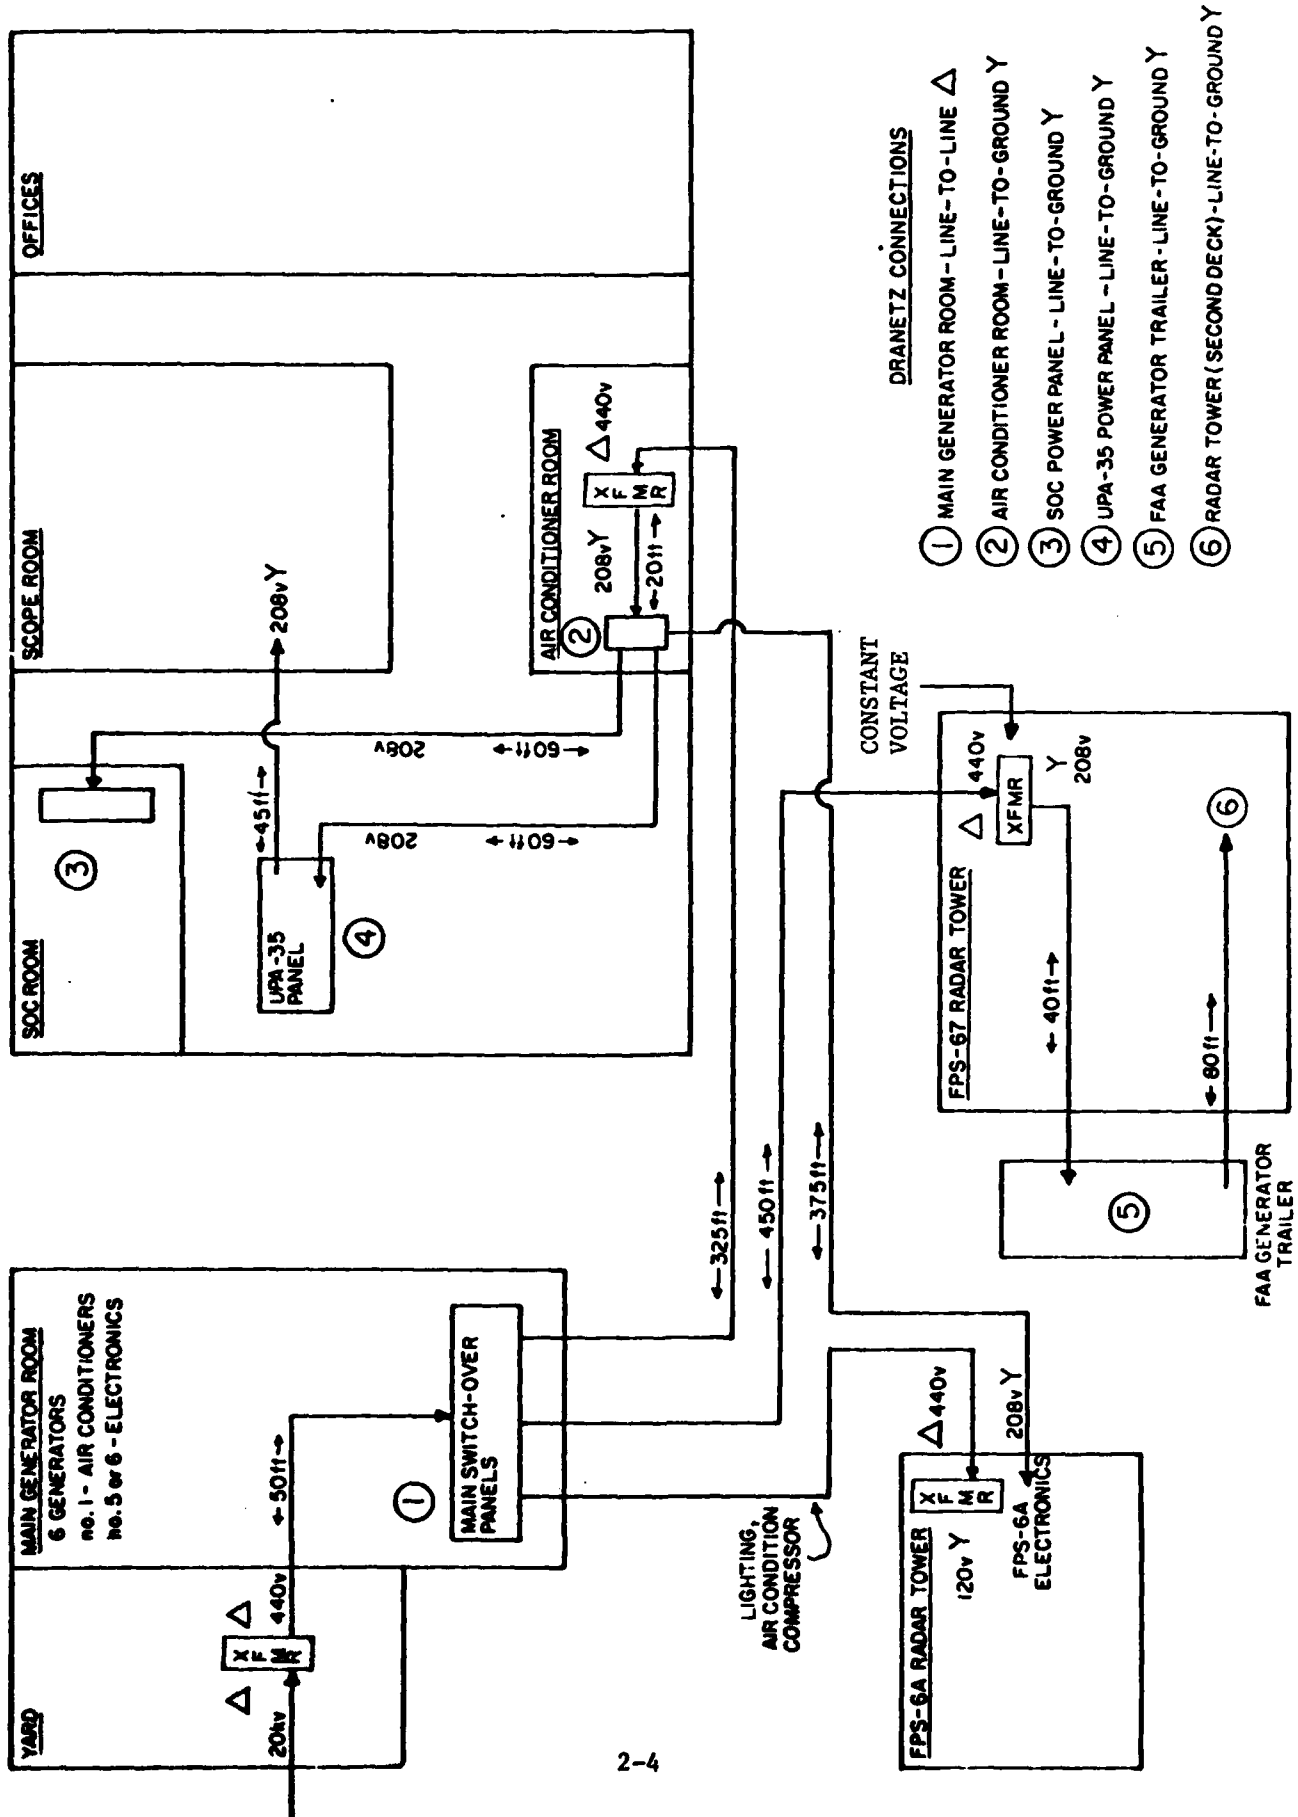 YARD
20kv
△
△
X
F
M
R
440v
MAIN GENERATOR ROOM
6 GENERATORS
no. 1 - AIR CONDITIONERS
no. 5 or 6 - ELECTRONICS
←50ft→
1
MAIN SWITCH-OVER
PANELS
SOC ROOM
3
UPA-35
PANEL
4
←45ft→
208v
←60ft→
208v
←60ft→
SCOPE ROOM
208vY
OFFICES
AIR CONDITIONER ROOM
2
208vY
←20ft→
X
F
M
R
△440v
←325ft→
←450ft→
←375ft→
LIGHTING,
AIR CONDITION
COMPRESSOR
FPS-6A RADAR TOWER
120v Y
X
F
M
R
△440v
208v Y
FPS-6A
ELECTRONICS
FAA GENERATOR
TRAILER
5
FPS-67 RADAR TOWER
△
440v
XFMR
Y
208v
CONSTANT
VOLTAGE
←40ft→
←80ft→
6
DRANETZ CONNECTIONS
1 MAIN GENERATOR ROOM-LINE-TO-LINE △
2 AIR CONDITIONER ROOM-LINE-TO-GROUND Y
3 SOC POWER PANEL-LINE-TO-GROUND Y
4 UPA-35 POWER PANEL-LINE-TO-GROUND Y
5 FAA GENERATOR TRAILER-LINE-TO-GROUND Y
6 RADAR TOWER (SECOND DECK)-LINE-TO-GROUND Y
2-4